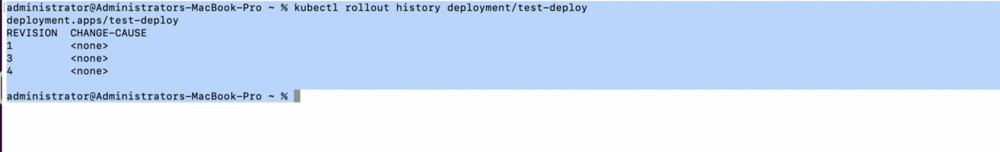 administrator@Administrators-MacBook-Pro ~ % kubectl rollout history deployment/test-deploy
deployment.apps/test-deploy
REVISION  CHANGE-CAUSE
1         <none>
3         <none>
4         <none>
administrator@Administrators-MacBook-Pro ~ %